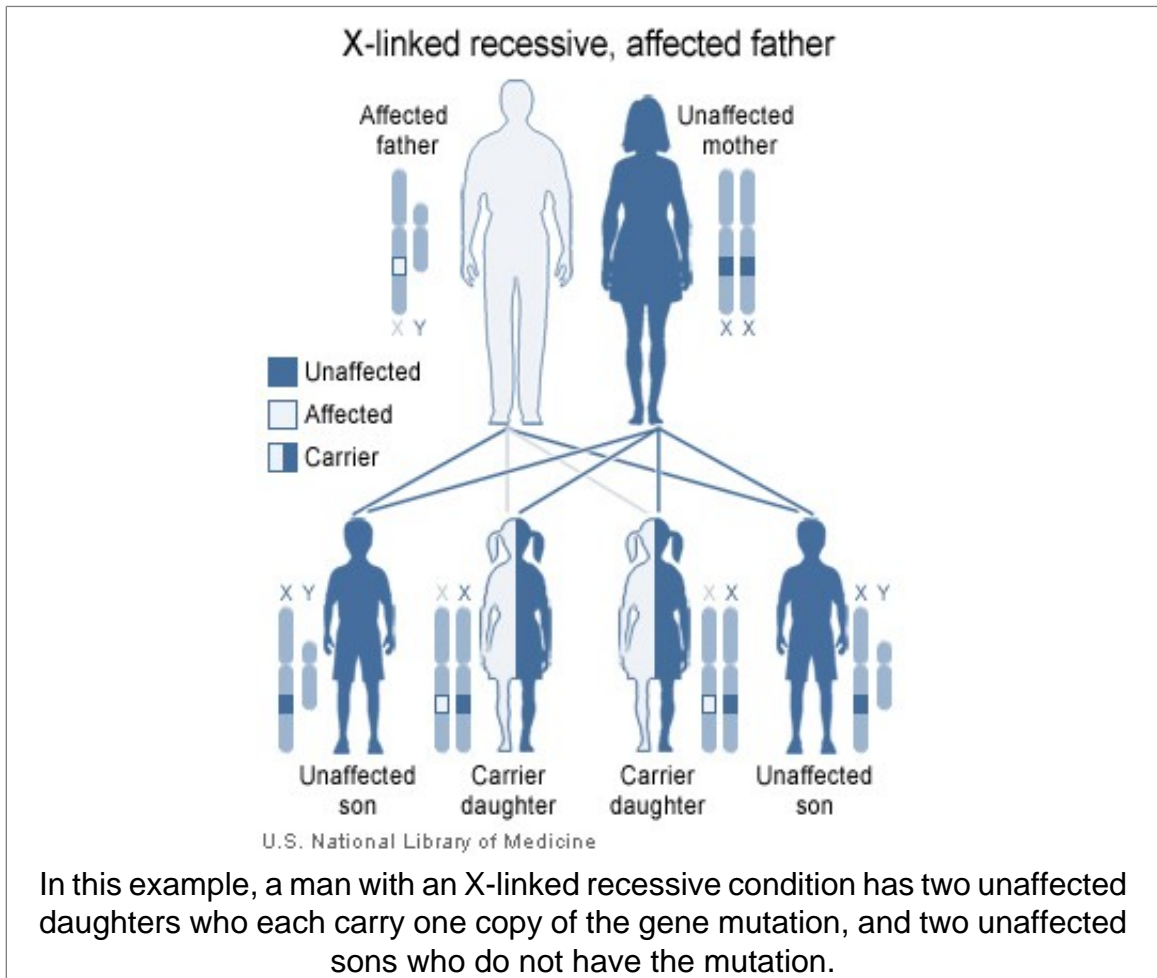 X-linked recessive, affected father
Affected
father
Unaffected
mother
X Y
X X
Unaffected
Affected
Carrier
X Y
X X
X X
X Y
Unaffected
son
Carrier
daughter
Carrier
daughter
Unaffected
son
U.S. National Library of Medicine
In this example, a man with an X-linked recessive condition has two unaffected
daughters who each carry one copy of the gene mutation, and two unaffected
sons who do not have the mutation.